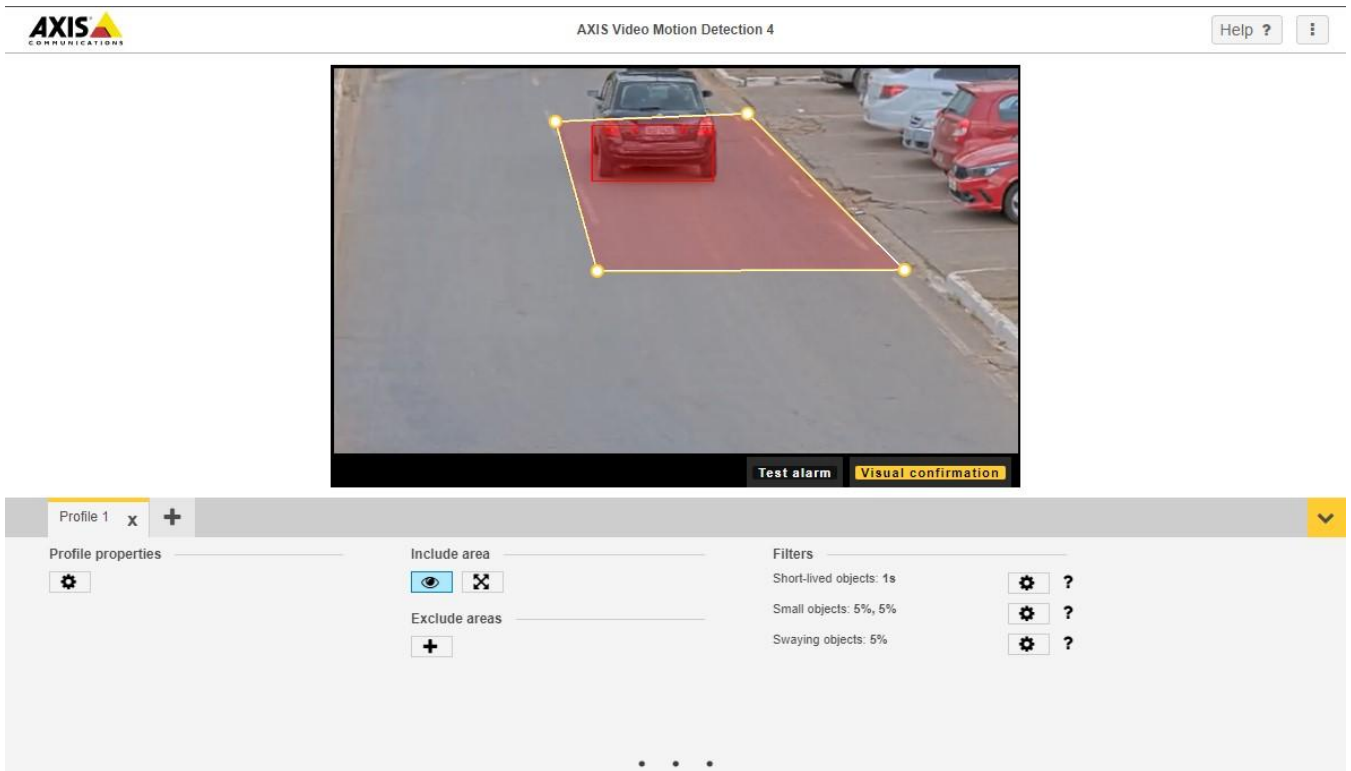 AXIS
COMMUNICATIONS
AXIS Video Motion Detection 4
Help ?
Test alarm
Visual confirmation
Profile 1 x +
Profile properties
Include area
Exclude areas
+
Filters
Short-lived objects: 1s ?
Small objects: 5%, 5% ?
Swaying objects: 5% ?